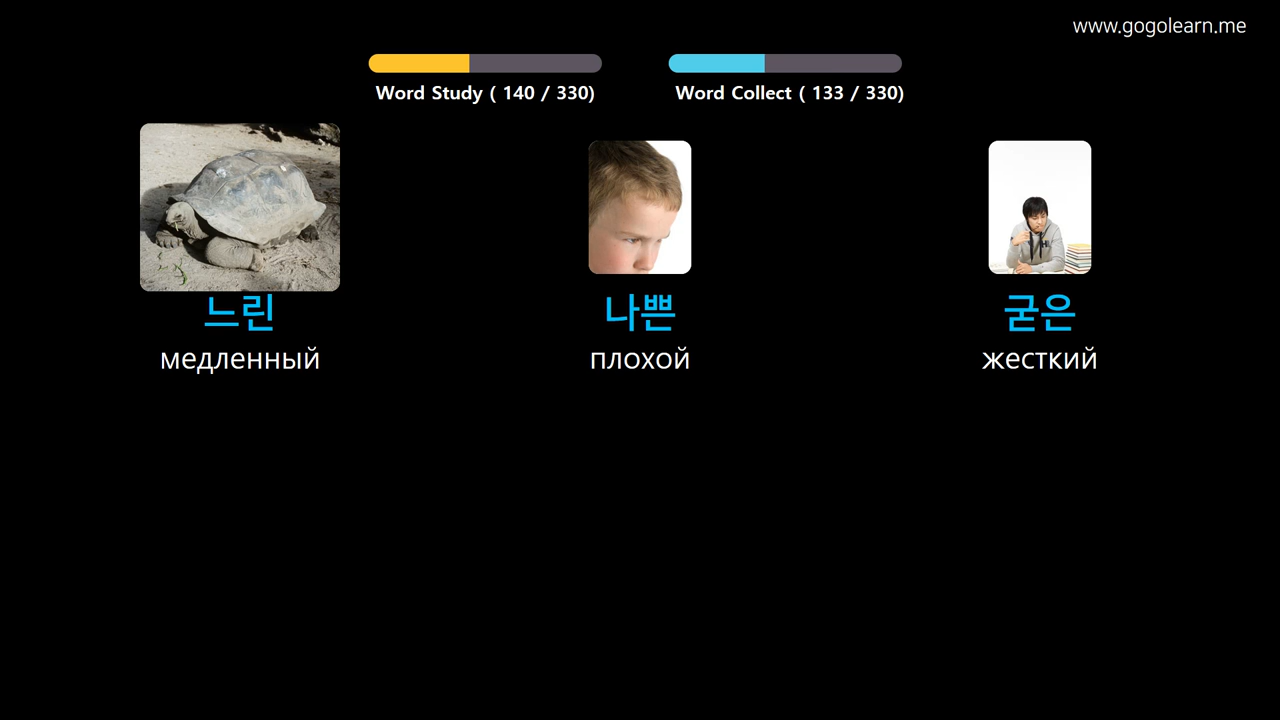 www.gogolearn.me
Word Study ( 140 / 330)
Word Collect ( 133 / 330)
느린
나쁜
굳은
медленный
плохой
жесткий